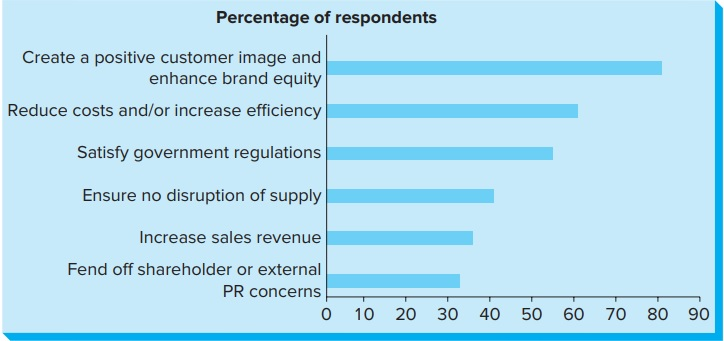 Percentage of respondents
Create a positive customer image and
enhance brand equity
Reduce costs and/or increase efficiency
Satisfy government regulations
Ensure no disruption of supply
Increase sales revenue
Fend off shareholder or external
PR concerns
0 10 20 30 40 50 60 70 80 90